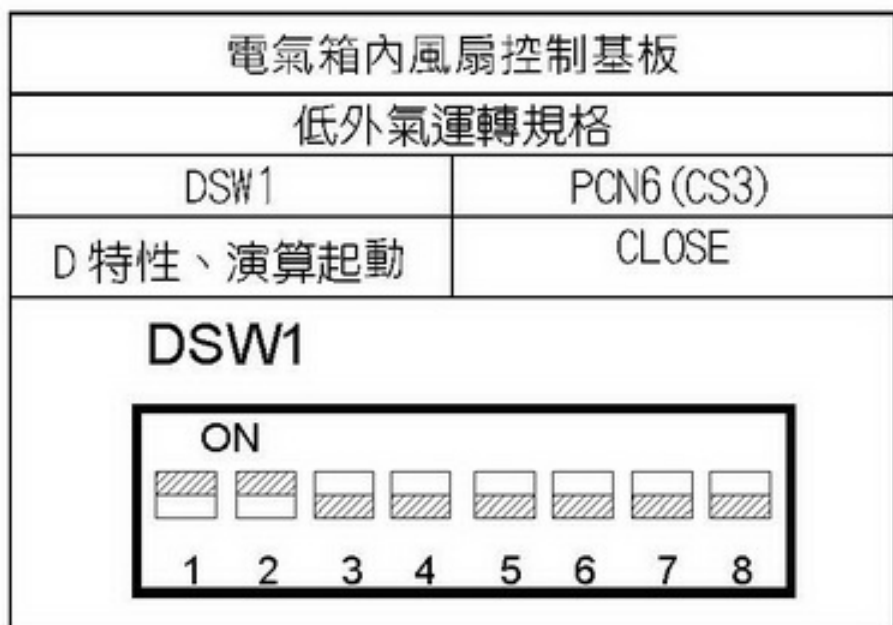 電氣箱內風扇控制基板
低外氣運轉規格
DSW1 PCN6(CS3)
D特性、演算起動 CLOSE
DSW1
ON
1 2 3 4 5 6 7 8